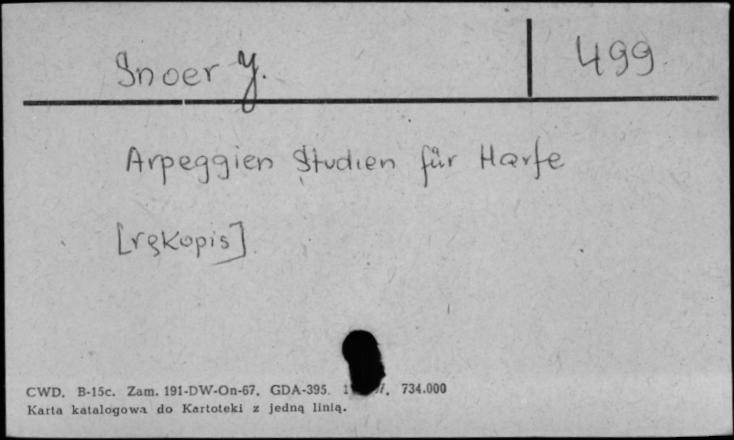 Snoer J. 499
Arpeggien Studien für Harfe
[rękopis]
CWD. B-15c. Zam. 191-DW-On-67. GDA-395. 734.000
Karta katalogowa do Kartoteki z jedną linią.